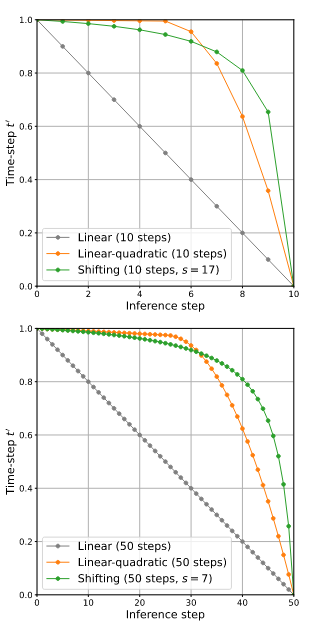 1.0
0.8
0.6
0.4
0.2
0.0
Time-step t'
Linear (10 steps)
Linear-quadratic (10 steps)
Shifting (10 steps, s = 17)
0 2 4 6 8 10
Inference step
1.0
0.8
0.6
0.4
0.2
0.0
Time-step t'
Linear (50 steps)
Linear-quadratic (50 steps)
Shifting (50 steps, s = 7)
0 10 20 30 40 50
Inference step